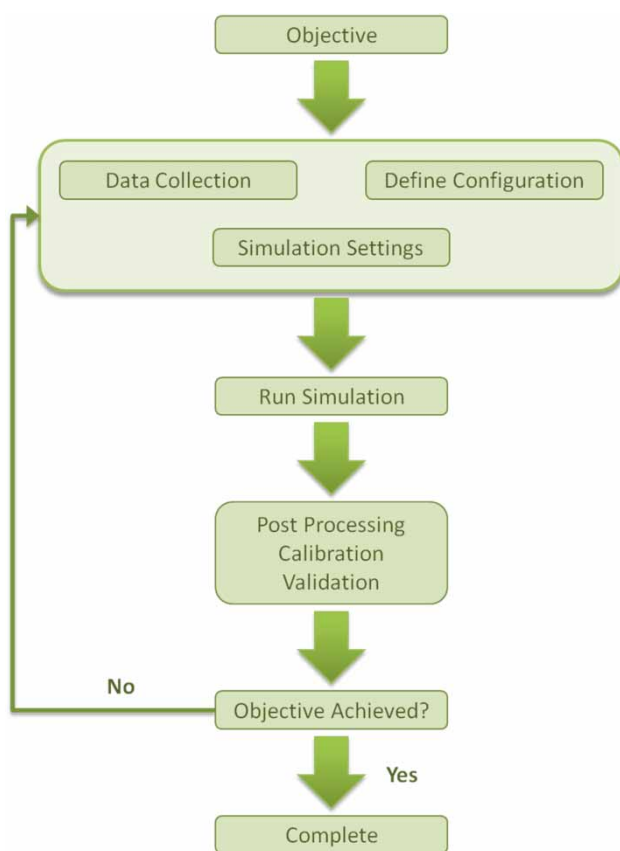 Objective
Data Collection
Define Configuration
Simulation Settings
Run Simulation
Post Processing
Calibration
Validation
No
Objective Achieved?
Yes
Complete